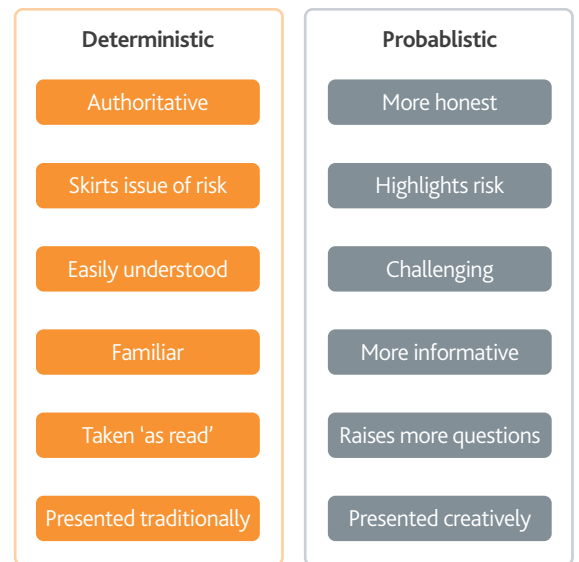 Deterministic
Authoritative
Skirts issue of risk
Easily understood
Familiar
Taken ‘as read’
Presented traditionally
Probablistic
More honest
Highlights risk
Challenging
More informative
Raises more questions
Presented creatively